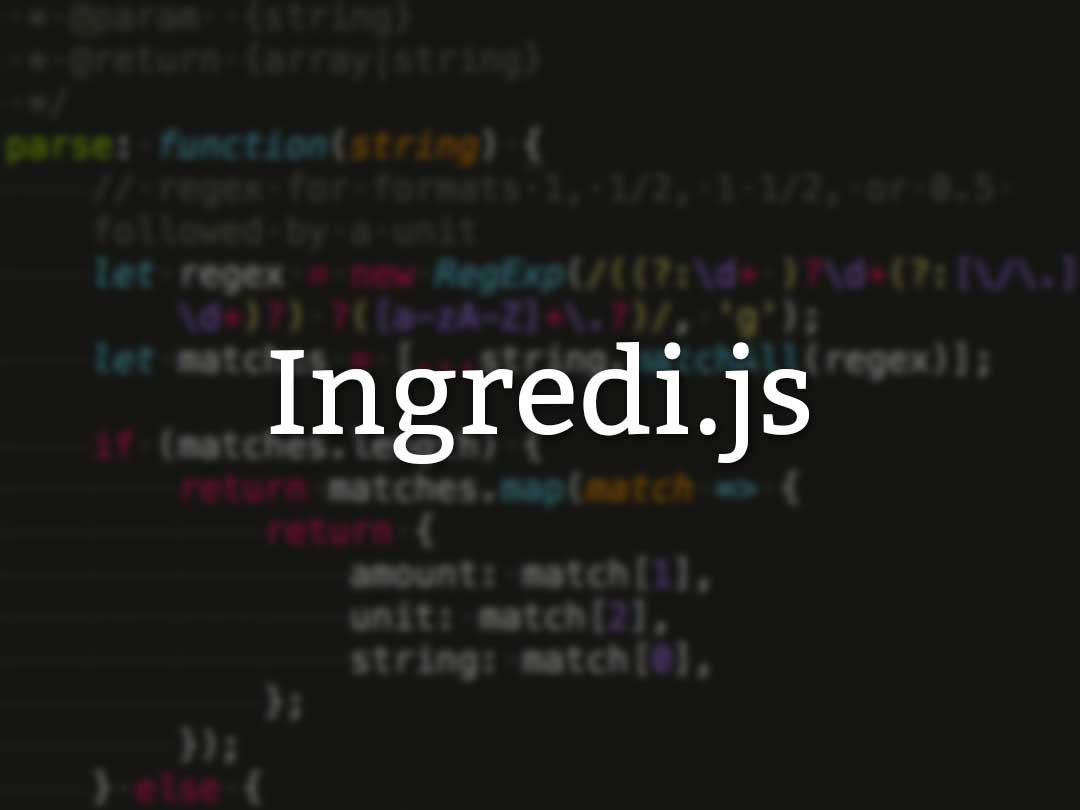 * @param {string}
* @return {array|string}
*/
parse: function(string) {
// regex for formats 1, 1/2, 1 1/2, or 0.5
followed by a unit
let regex = new RegExp(/((?:\d+ )?\d+(?:[\/\.]
\d+)?) ?([a-zA-Z]+\.?)/, 'g');
let matches = [...string.matchAll(regex)];
Ingredi.js
if (matches.length) {
return matches.map(match => {
return {
amount: match[1],
unit: match[2],
string: match[0],
};
});
} else {